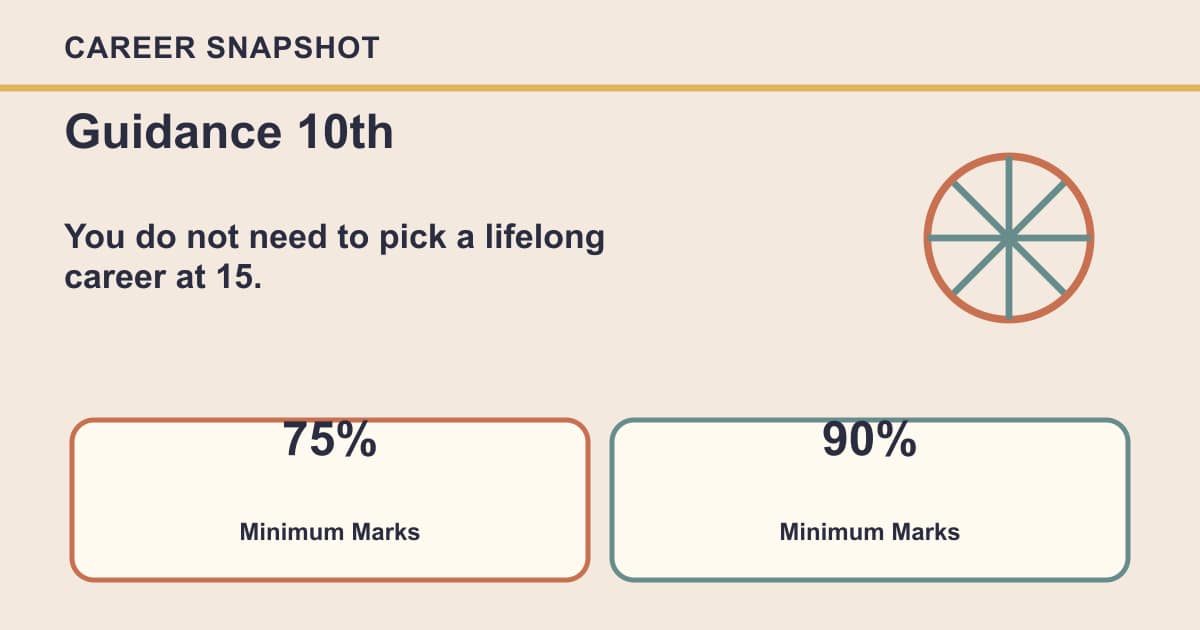 CAREER SNAPSHOT
Guidance 10th
You do not need to pick a lifelong
career at 15.
75%
Minimum Marks
90%
Minimum Marks